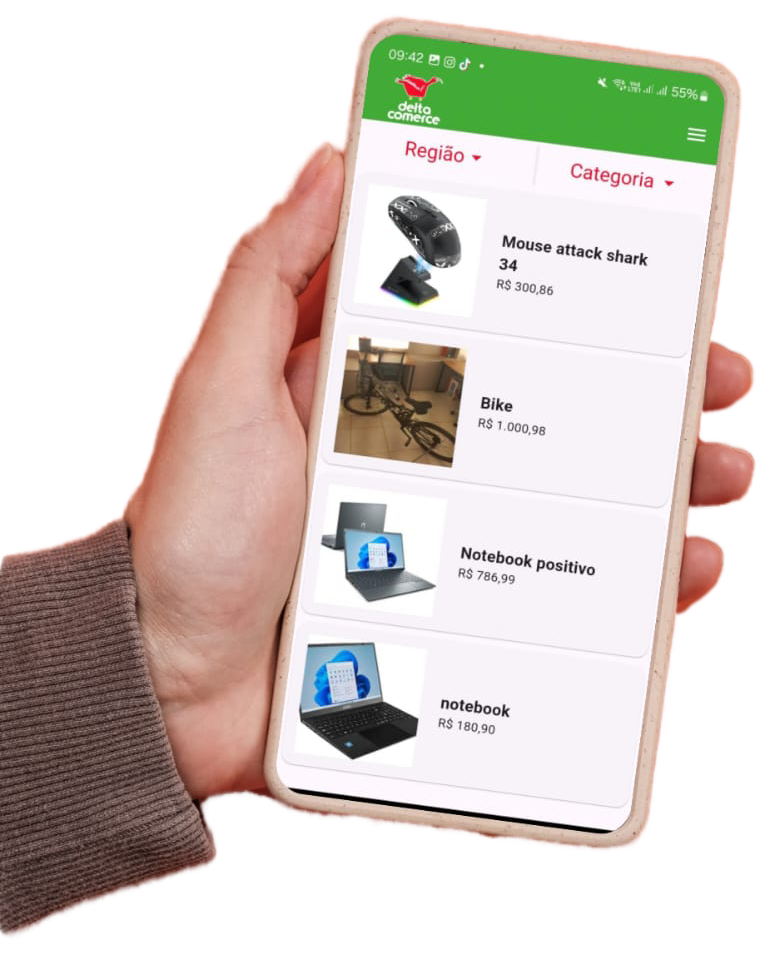 09:42
55%
delta
comerce
Região
Categoria
Mouse attack shark
34
R$ 300,86
Bike
R$ 1.000,98
Notebook positivo
R$ 786,99
notebook
R$ 180,90